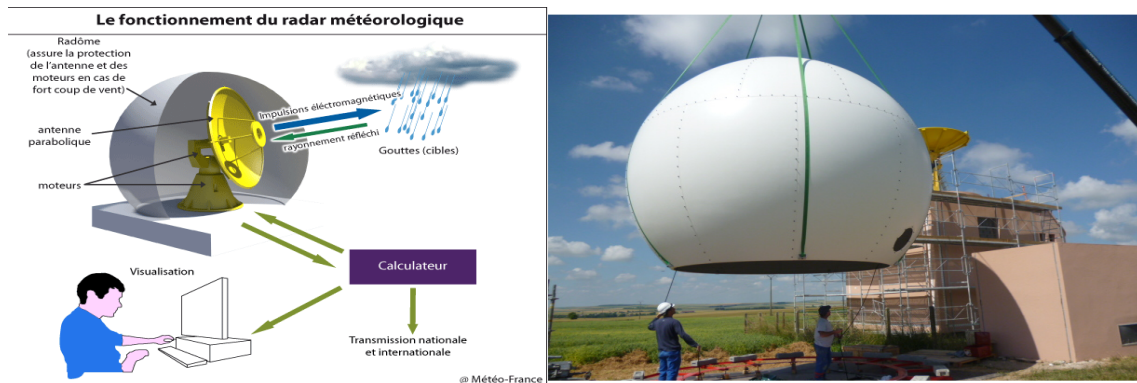 Le fonctionnement du radar météorologique
Radôme
(assure la protection
de l'antenne et des
moteurs en cas de
fort coup de vent)
antenne
parabolique
moteurs
Impulsions éléctromagnétiques
rayonnement réfléchi
Gouttes (cibles)
Calculateur
Visualisation
Transmission nationale
et internationale
@ Météo-France